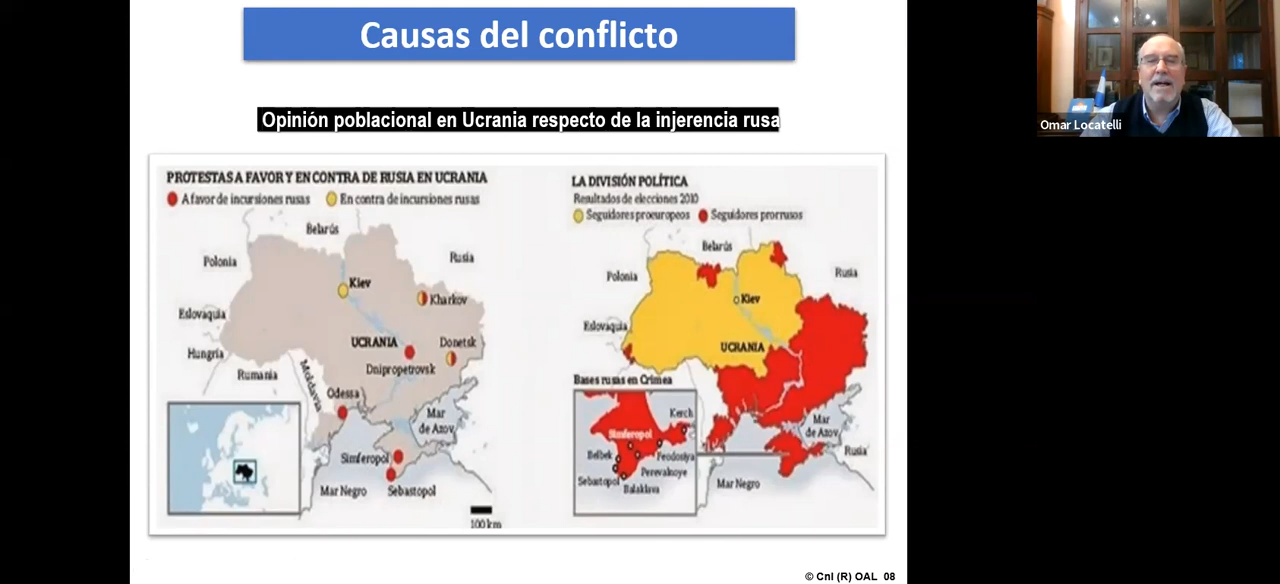 Causas del conflicto
Opinión poblacional en Ucrania respecto de la injerencia rusa
PROTESTAS A FAVOR Y EN CONTRA DE RUSIA EN UCRANIA
A favor de incursiones rusas
En contra de incursiones rusas
Belarús
Polonia
Rusia
Kiev
Kharkov
Eslovaquia
UCRANIA
Donetsk
Hungría
Dnipropetrovsk
Rumania
Moldavia
Odessa
Mar
de Azov
Simferopol
Mar Negro
Sebastopol
100 km
LA DIVISIÓN POLÍTICA
Resultados de elecciones 2010
Seguidores proeuropeos
Seguidores prorrusos
Belarús
Polonia
Rusia
Kiev
Eslovaquia
UCRANIA
Bases rusas en Crimea
Kerch
Simferopol
Belbek
Feodosiya
Perevalnoye
Sebastopol
Balaklava
Mar
de Azov
Rusia
Mar Negro
© Cnl (R) OAL 08
Omar Locatelli